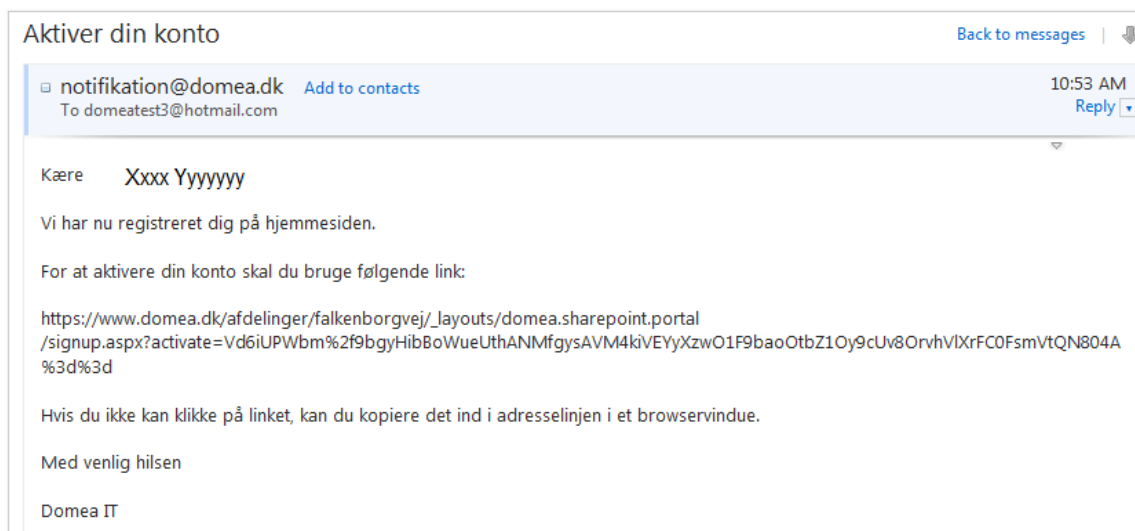 Aktiver din konto
Back to messages
notifikation@domea.dk Add to contacts
10:53 AM
To domeatest3@hotmail.com
Reply
Kære Xxxx Yyyyyyy
Vi har nu registreret dig på hjemmesiden.
For at aktivere din konto skal du bruge følgende link:
https://www.domea.dk/afdelinger/falkenborgvej/_layouts/domea.sharepoint.portal
/signup.aspx?activate=Vd6iUPWbm%2f9bgyHibBoWueUthANMfgysAVM4kiVEYyXzwO1F9baoOtbZ1Oy9cUv8OrvhVlXrFC0FsmVtQN804A
%3d%3d
Hvis du ikke kan klikke på linket, kan du kopiere det ind i adresselinjen i et browservindue.
Med venlig hilsen
Domea IT